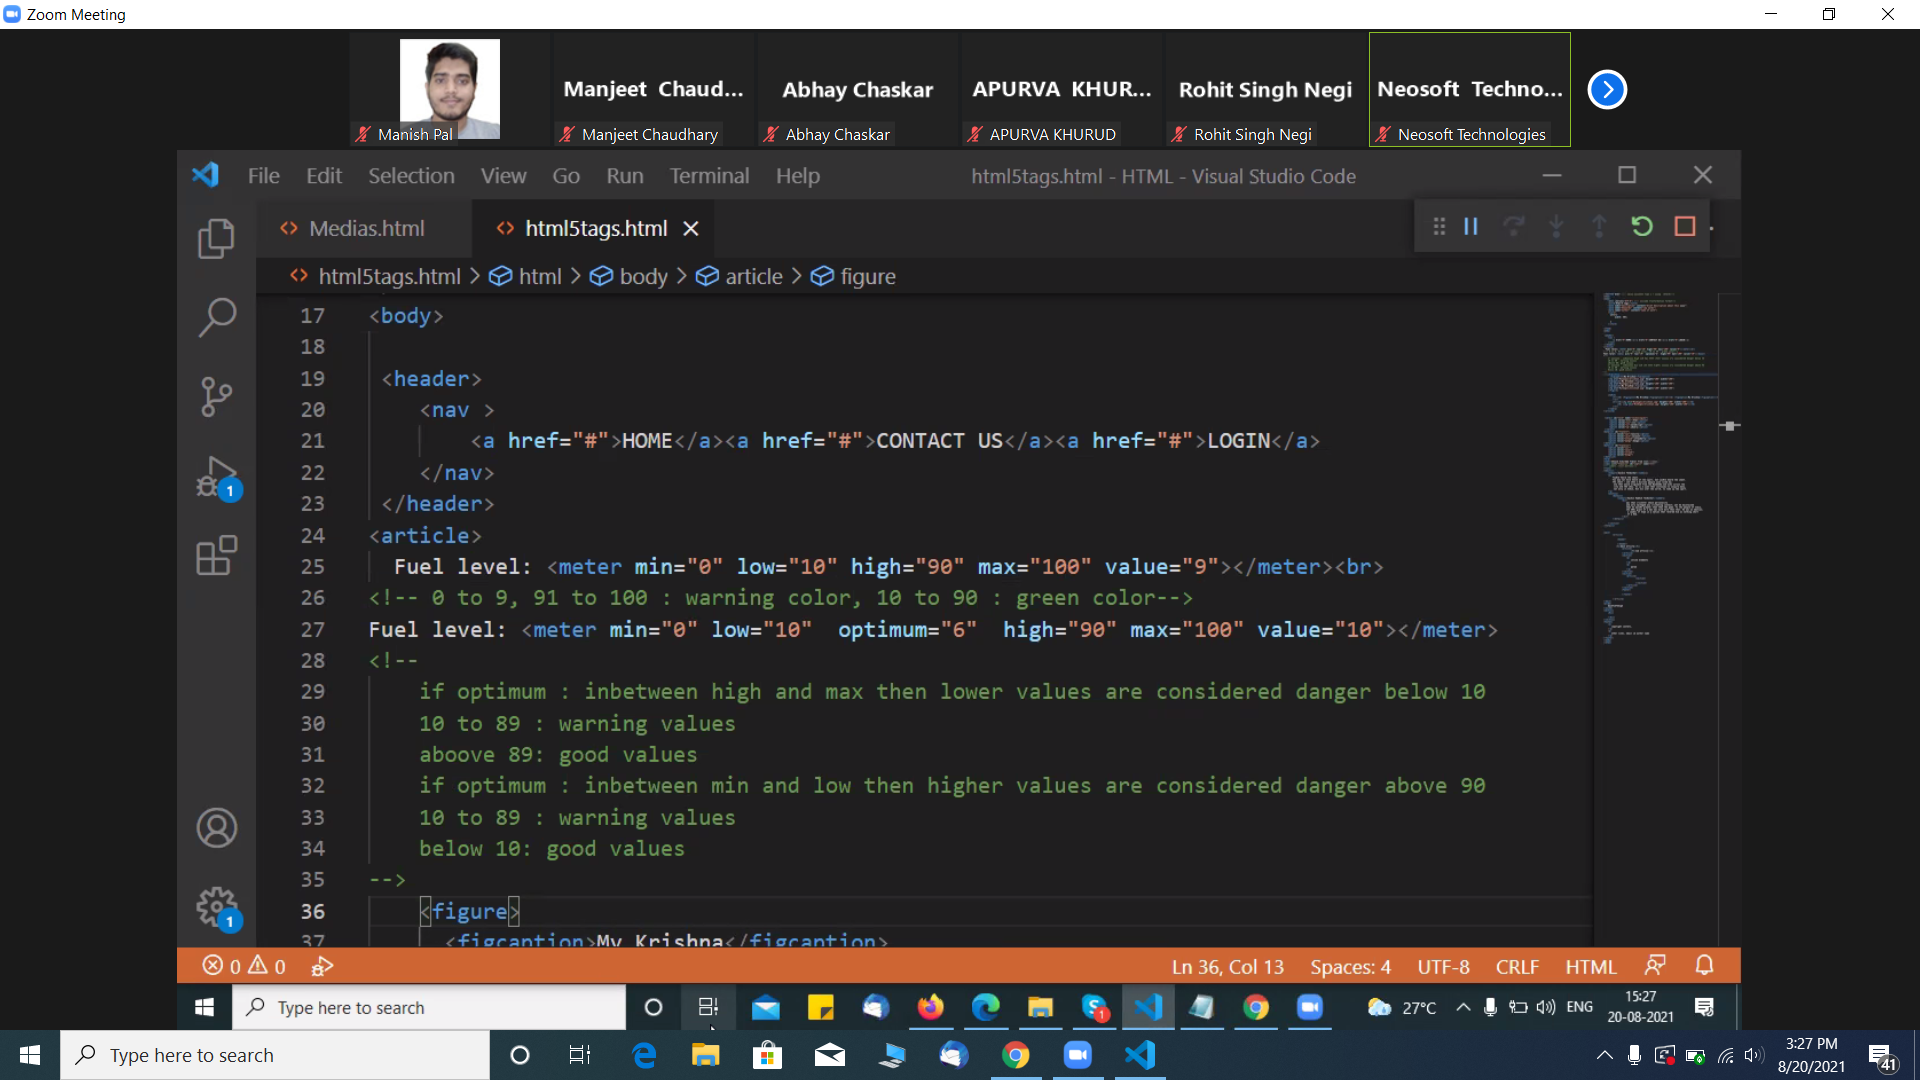 Zoom Meeting
Manjeet Chaud...
Abhay Chaskar
APURVA KHUR...
Rohit Singh Negi
Neosoft Techno...
Manish Pal
Manjeet Chaudhary
Abhay Chaskar
APURVA KHURUD
Rohit Singh Negi
Neosoft Technologies
File Edit Selection View Go Run Terminal Help
html5tags.html - HTML - Visual Studio Code
Medias.html
html5tags.html
html5tags.html > html > body > article > figure
17 <body>
18
19 <header>
20 <nav >
21 <a href="#">HOME</a><a href="#">CONTACT US</a><a href="#">LOGIN</a>
22 </nav>
23 </header>
24 <article>
25 Fuel level: <meter min="0" low="10" high="90" max="100" value="9"></meter><br>
26 <!-- 0 to 9, 91 to 100 : warning color, 10 to 90 : green color-->
27 Fuel level: <meter min="0" low="10" optimum="6" high="90" max="100" value="10"></meter>
28 <!--
29 if optimum : inbetween high and max then lower values are considered danger below 10
30 10 to 89 : warning values
31 aboove 89: good values
32 if optimum : inbetween min and low then higher values are considered danger above 90
33 10 to 89 : warning values
34 below 10: good values
35 -->
36 <figure>
37 <figcaption>My Krishna</figcaption>
1
1
0 0
Ln 36, Col 13 Spaces: 4 UTF-8 CRLF HTML
Type here to search
1
27°C
ENG
15:27
20-08-2021
Type here to search
3:27 PM
8/20/2021
41